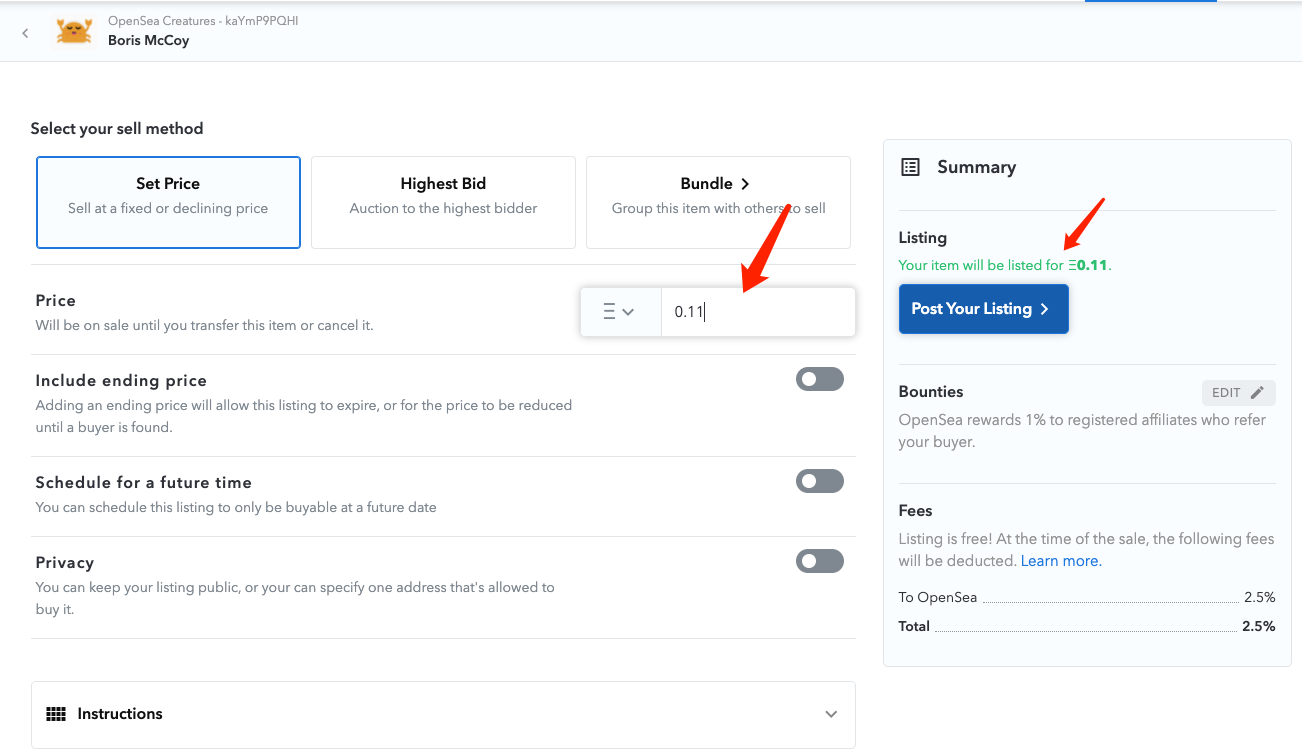 OpenSea Creatures - kaYmP9PQHI
Boris McCoy
Select your sell method
Set Price
Sell at a fixed or declining price
Highest Bid
Auction to the highest bidder
Bundle
Group this item with others to sell
Price
Will be on sale until you transfer this item or cancel it.
Ξ
0.11
Include ending price
Adding an ending price will allow this listing to expire, or for the price to be reduced
until a buyer is found.
Schedule for a future time
You can schedule this listing to only be buyable at a future date
Privacy
You can keep your listing public, or your can specify one address that's allowed to
buy it.
Instructions
Summary
Listing
Your item will be listed for Ξ0.11.
Post Your Listing
Bounties
EDIT
OpenSea rewards 1% to registered affiliates who refer
your buyer.
Fees
Listing is free! At the time of the sale, the following fees
will be deducted. Learn more.
To OpenSea 2.5%
Total 2.5%